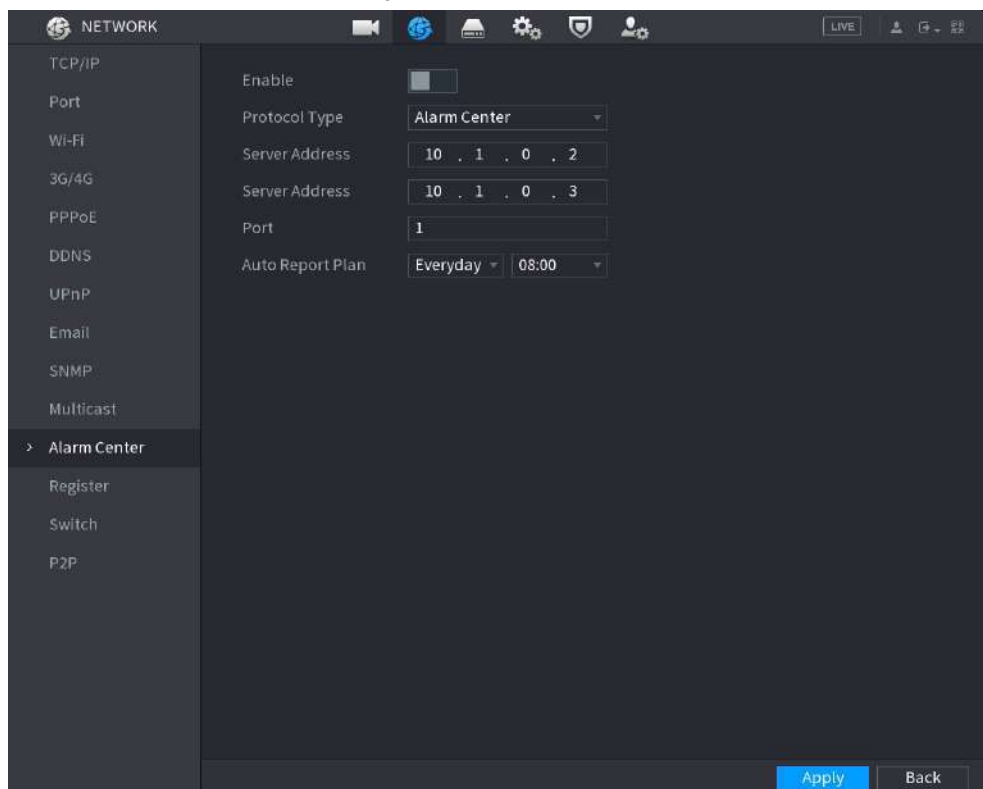 NETWORK
LIVE
TCP/IP
Port
Wi-Fi
3G/4G
PPPoE
DDNS
UPnP
Email
SNMP
Multicast
> Alarm Center
Register
Switch
P2P
Enable
Protocol Type Alarm Center
Server Address 10 . 1 . 0 . 2
Server Address 10 . 1 . 0 . 3
Port 1
Auto Report Plan Everyday 08:00
Apply Back